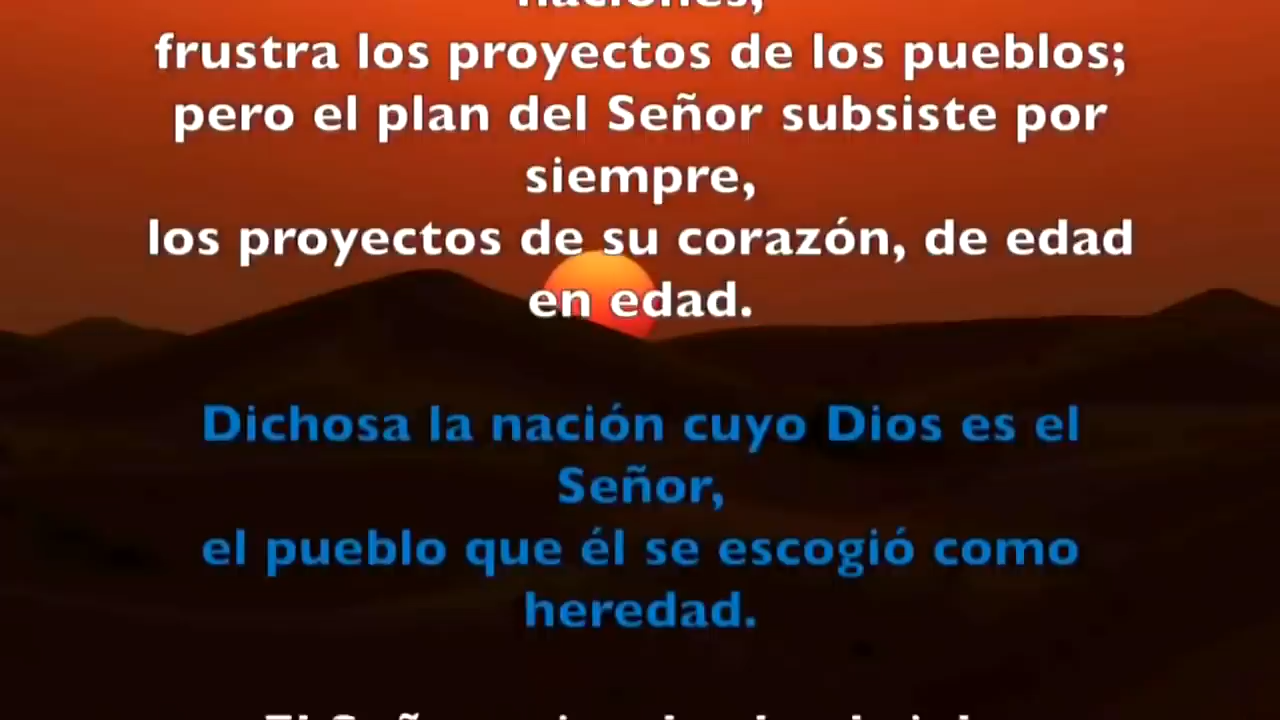 naciones,
frustra los proyectos de los pueblos;
pero el plan del Señor subsiste por
siempre,
los proyectos de su corazón, de edad
en edad.
Dichosa la nación cuyo Dios es el
Señor,
el pueblo que él se escogió como
heredad.
El Señor